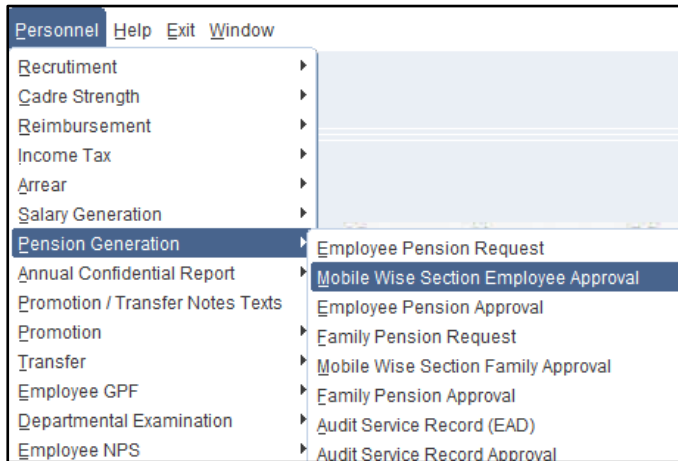 Personnel Help Exit Window
Recrutiment
Cadre Strength
Reimbursement
Income Tax
Arrear
Salary Generation
Pension Generation
Annual Confidential Report
Promotion / Transfer Notes Texts
Promotion
Transfer
Employee GPF
Departmental Examination
Employee NPS
Employee Pension Request
Mobile Wise Section Employee Approval
Employee Pension Approval
Family Pension Request
Mobile Wise Section Family Approval
Family Pension Approval
Audit Service Record (EAD)
Audit Service Record Approval